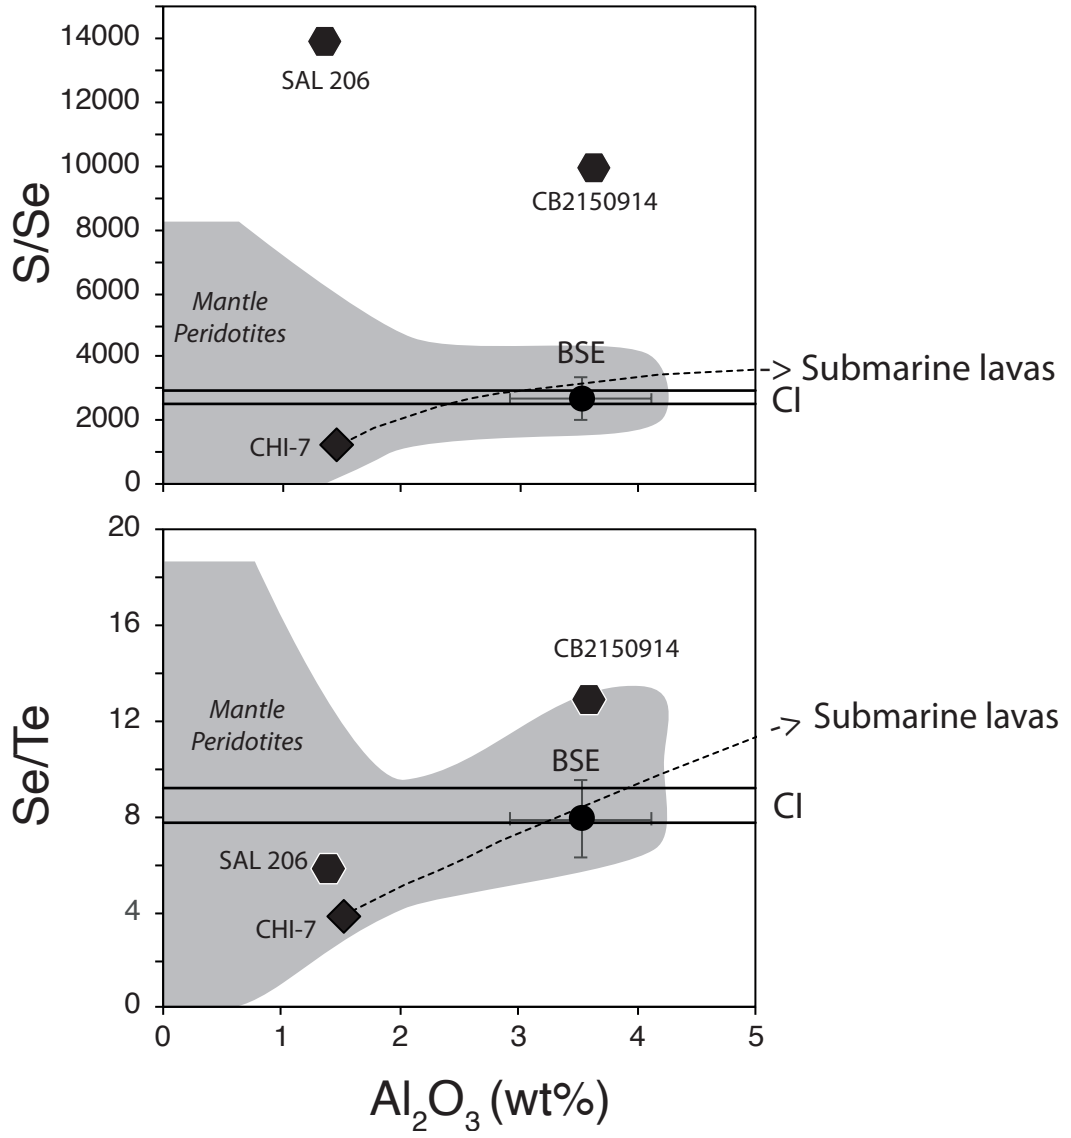 14000
12000
10000
8000
6000
4000
2000
0
S/Se
SAL 206
CB2150914
Mantle
Peridotites
BSE
CHI-7
> Submarine lavas
CI
20
16
12
8
4
0
Se/Te
CB2150914
Mantle
Peridotites
BSE
SAL 206
CHI-7
> Submarine lavas
CI
0 1 2 3 4 5
Al₂O₃ (wt%)